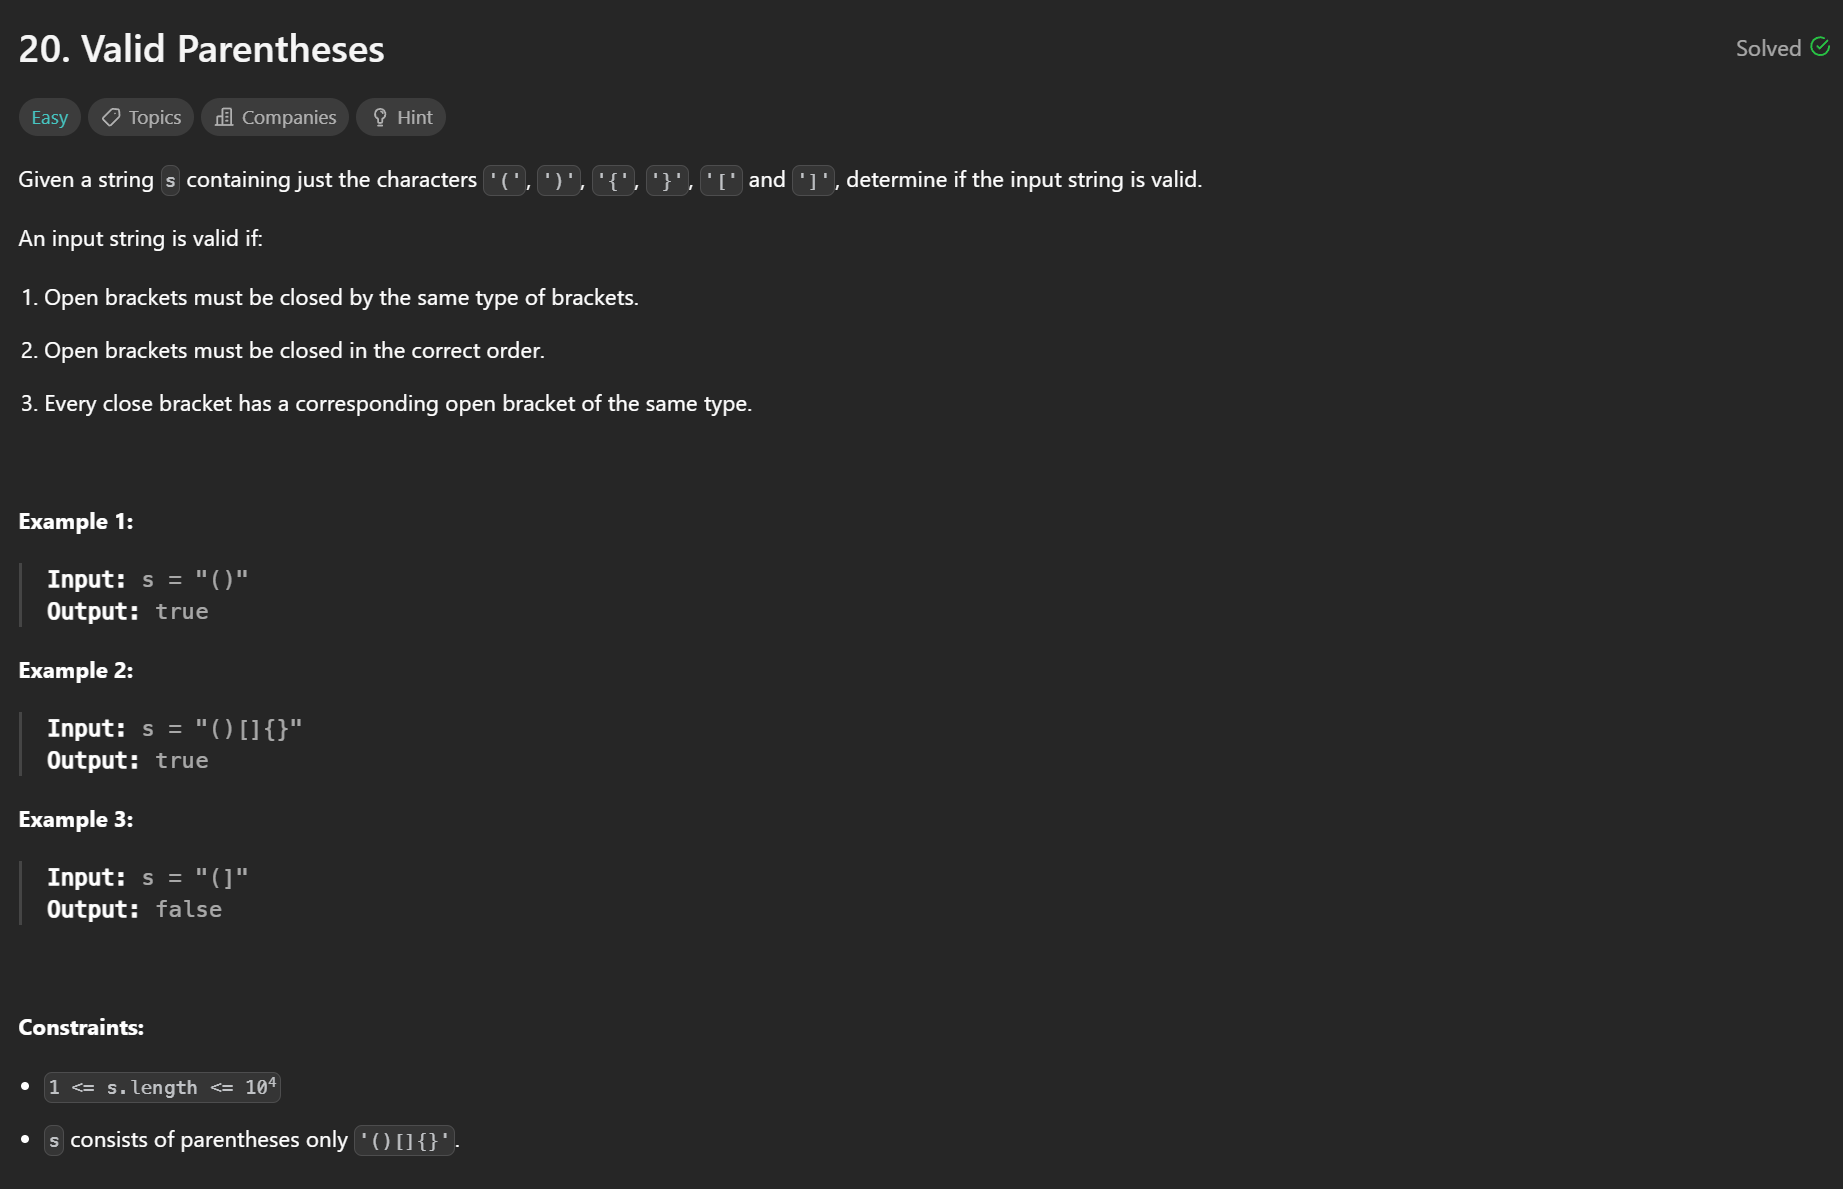 20. Valid Parentheses
Solved
Easy
Topics
Companies
Hint
Given a string s containing just the characters '(', ')', '{', '}', '[' and ']', determine if the input string is valid.
An input string is valid if:
1. Open brackets must be closed by the same type of brackets.
2. Open brackets must be closed in the correct order.
3. Every close bracket has a corresponding open bracket of the same type.
Example 1:
Input: s = "()"
Output: true
Example 2:
Input: s = "()[]{}"
Output: true
Example 3:
Input: s = "(]"
Output: false
Constraints:
• 1 <= s.length <= 10⁴
• s consists of parentheses only '()[]{}'.